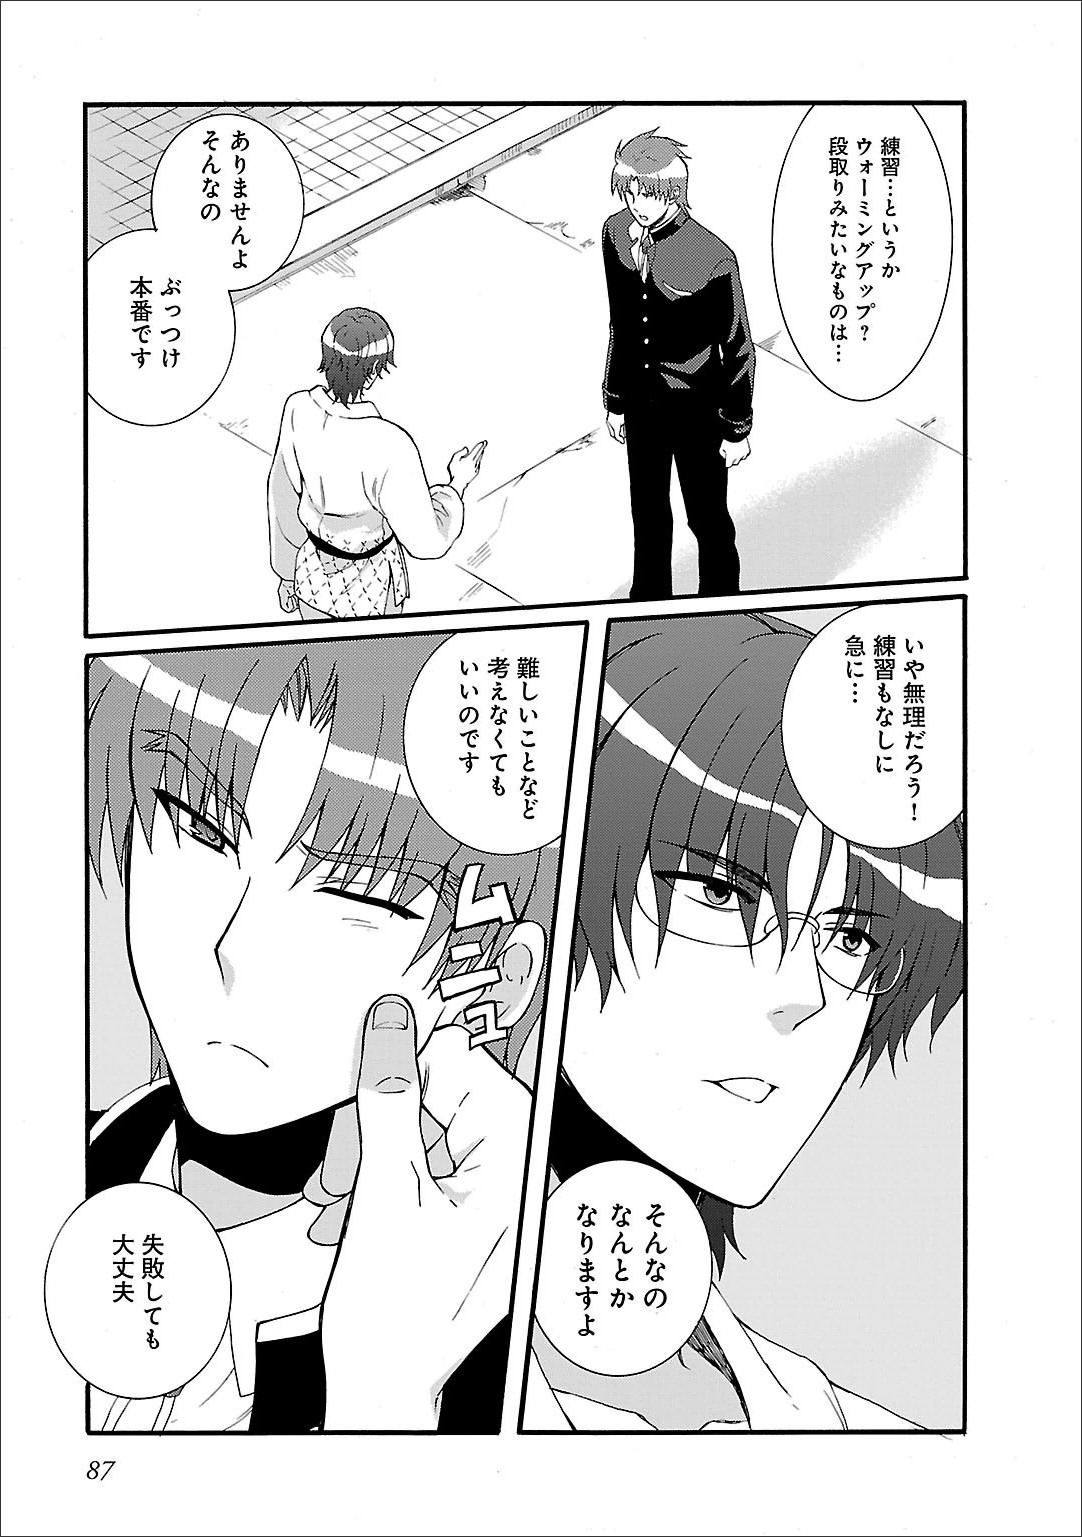 練習…というか
ウォーミングアップ?
段取りみたいなものは…
ありませんよ
そんなの
ぶっつけ
本番です
いや無理だろう!
練習もなしに
急に…
そんなの
なんとか
なりますよ
難しいことなど
考えなくても
いいのです
ムニュ
失敗しても
大丈夫
87